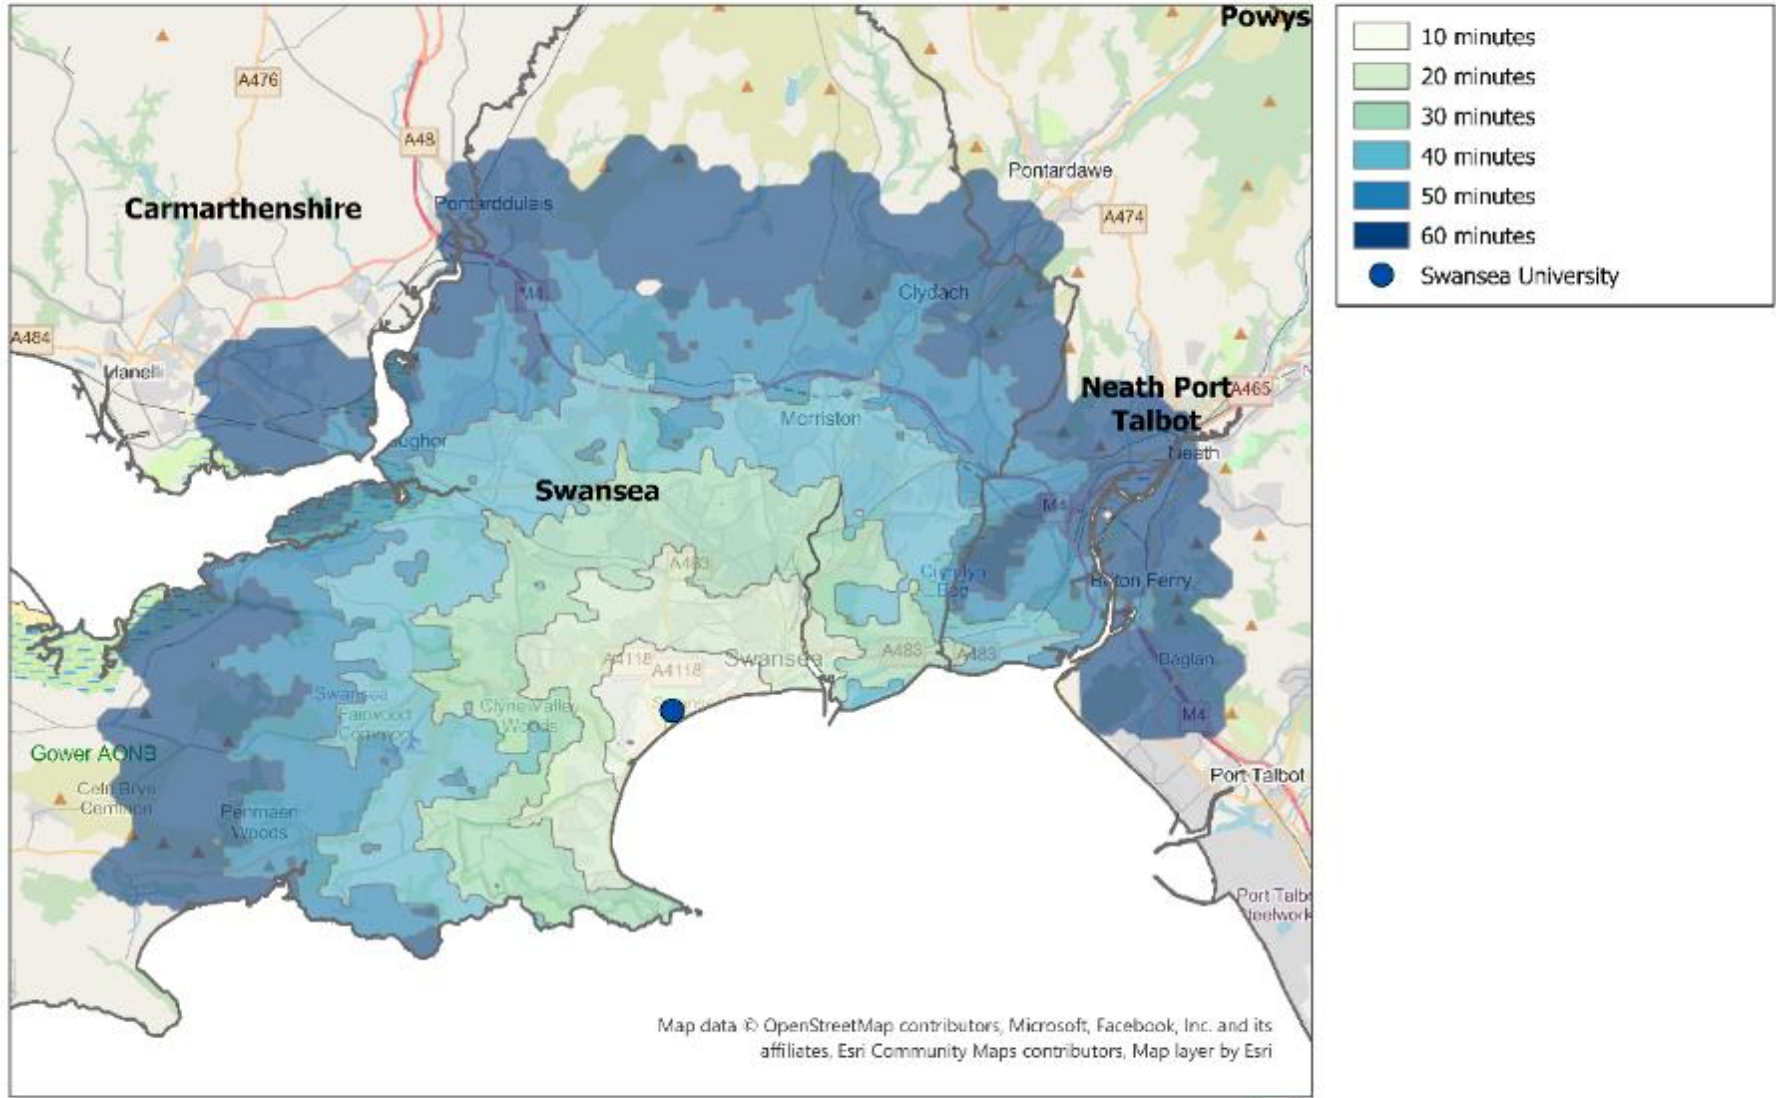 Powys
10 minutes
20 minutes
30 minutes
40 minutes
50 minutes
60 minutes
Swansea University
A476
A48
Pontardawe
Carmarthenshire
Pontarddulais
A474
M4
Clydach
A484
Llanelli
Neath Port
Talbot
A465
Morriston
Neath
Swansea
M4
A483
Crymlyn
Bog
Briton Ferry
A4118
A4118
Swansea
A483
A483
Baglan
Swansea
Fairwood
Common
Clyne Valley
Woods
M4
Gower AONB
Cefn Bryn
Common
Penmaen
Woods
Port Talbot
Port Talb
Map data © OpenStreetMap contributors, Microsoft, Facebook, Inc. and its
affiliates, Esri Community Maps contributors, Map layer by Esri